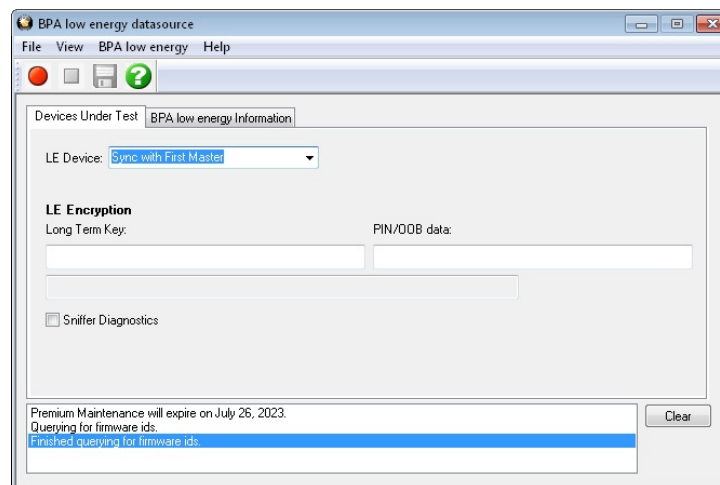 BPA low energy datasource
File View BPA low energy Help
Devices Under Test BPA low energy Information
LE Device: Sync with First Master
LE Encryption
Long Term Key: PIN/OOB data:
Sniffer Diagnostics
Premium Maintenance will expire on July 26, 2023.
Clear
Querying for firmware ids.
Finished querying for firmware ids.